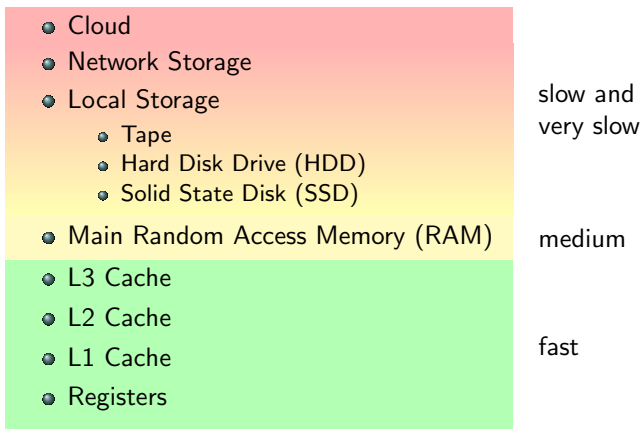 Cloud
Network Storage
Local Storage
Tape
Hard Disk Drive (HDD)
Solid State Disk (SSD)
slow and
very slow
Main Random Access Memory (RAM)
medium
L3 Cache
L2 Cache
L1 Cache
Registers
fast